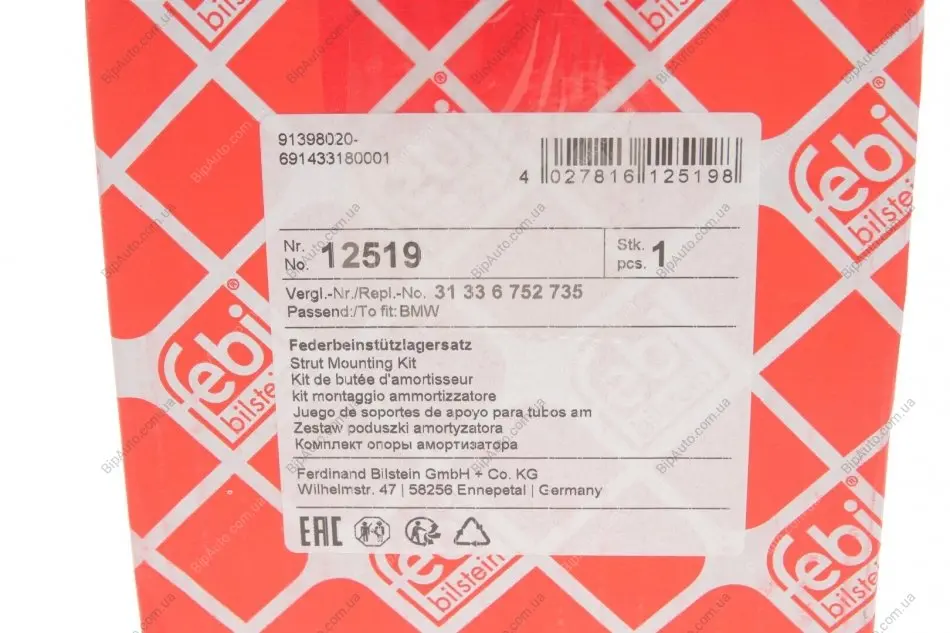 91398020-
691433180001
4 027816 125198
Nr.
No. 12519
Stk.
pcs. 1
Vergl.-Nr./Repl.-No. 31 33 6 752 735
Passend:/To fit: BMW
Federbeinstützlagersatz
Strut Mounting Kit
Kit de butée d'amortisseur
kit montaggio ammortizzatore
Juego de soportes de apoyo para tubos am
Zestaw poduszki amortyzatora
Комплект опоры амортизатора
Ferdinand Bilstein GmbH + Co. KG
Wilhelmstr. 47 | 58256 Ennepetal | Germany
EAC
febi
bilstein
BipAuto.com.ua